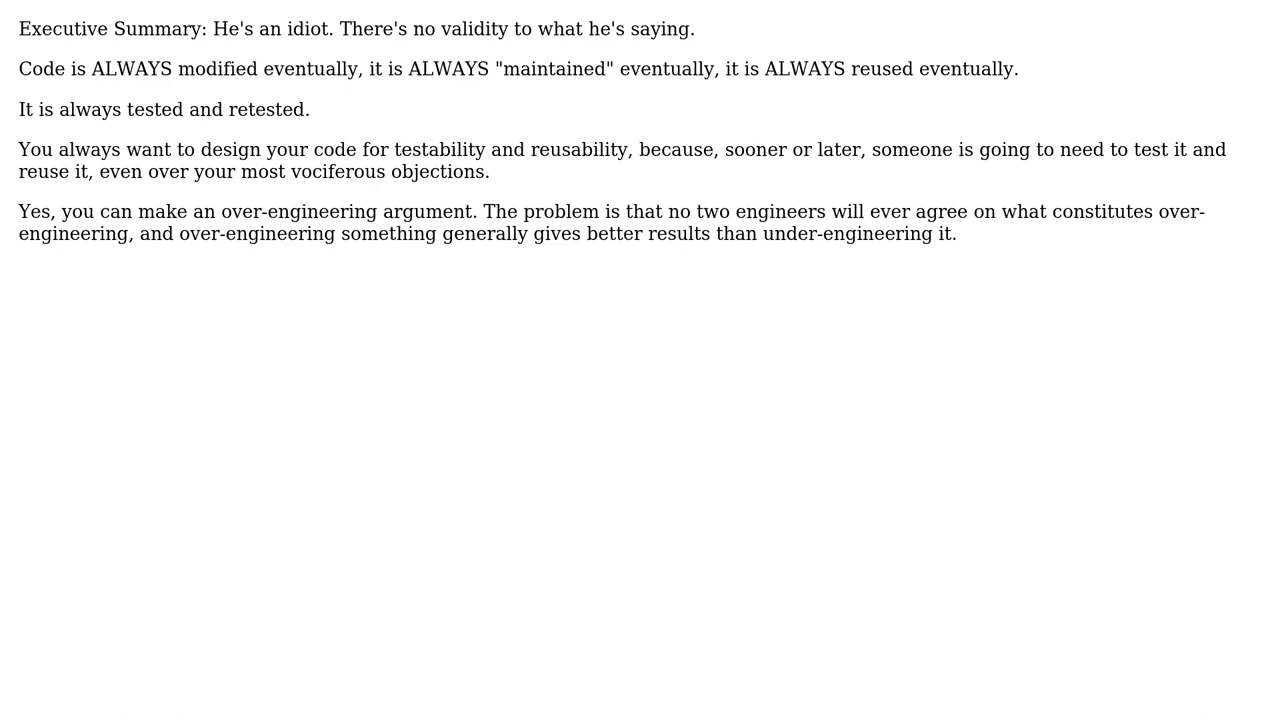 Executive Summary: He's an idiot. There's no validity to what he's saying.
Code is ALWAYS modified eventually, it is ALWAYS "maintained" eventually, it is ALWAYS reused eventually.
It is always tested and retested.
You always want to design your code for testability and reusability, because, sooner or later, someone is going to need to test it and
reuse it, even over your most vociferous objections.
Yes, you can make an over-engineering argument. The problem is that no two engineers will ever agree on what constitutes over-
engineering, and over-engineering something generally gives better results than under-engineering it.